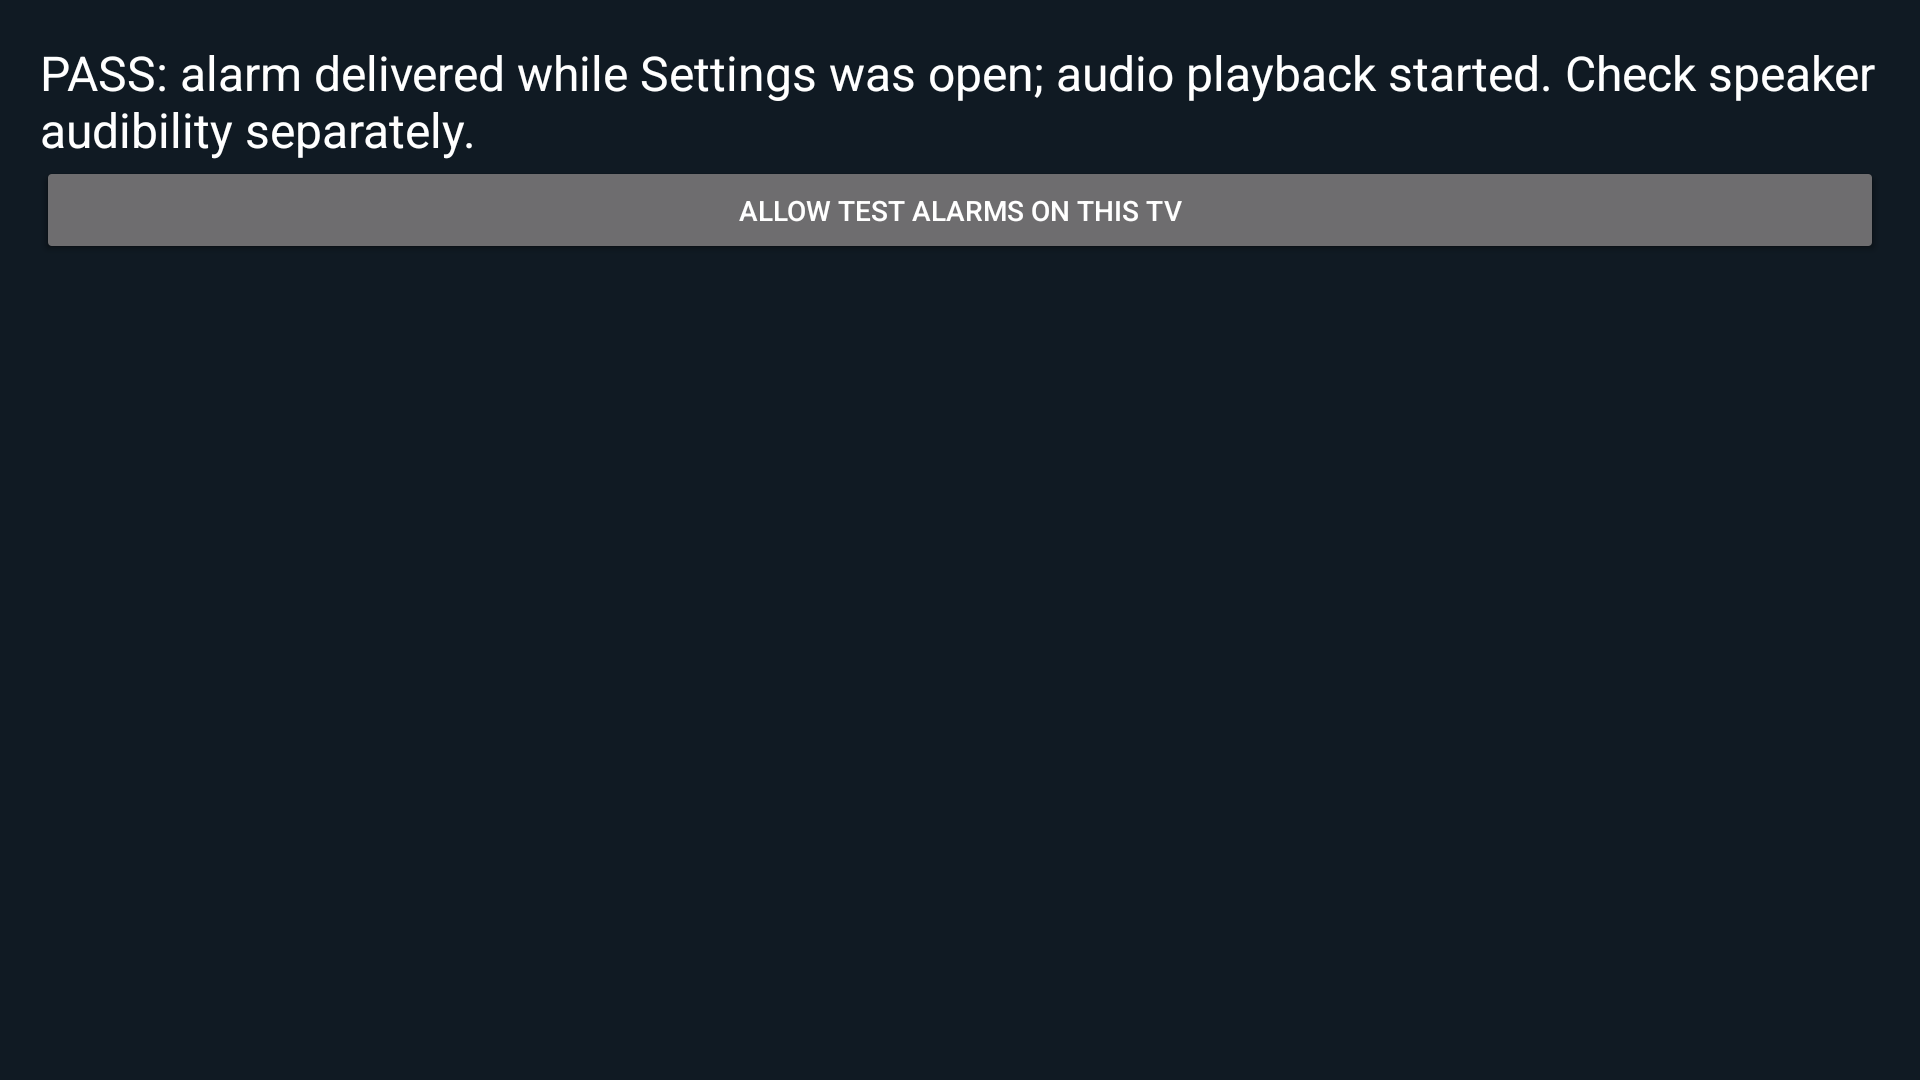 PASS: alarm delivered while Settings was open; audio playback started. Check speaker
audibility separately.
ALLOW TEST ALARMS ON THIS TV